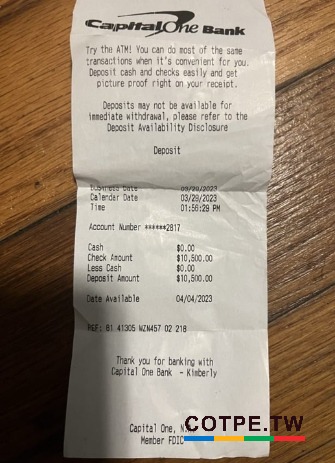 Capital One Bank
Try the ATM! You can do most of the same
transactions when it's convenient for you.
Deposit cash and checks easily and get
picture proof right on your receipt.
Deposits may not be available for
immediate withdrawal, please refer to the
Deposit Availability Disclosure
Deposit
Business Date 03/29/2023
Calendar Date 03/29/2023
Time 01:56:29 PM
Account Number ******2817
Cash $0.00
Check Amount $10,500.00
Less Cash $0.00
Deposit Amount $10,500.00
Date Available 04/04/2023
REF: 81 41305 WZN457 02 218
Thank you for banking with
Capital One Bank - Kimberly
Capital One, N.
Member FDIC
COTPE.TW